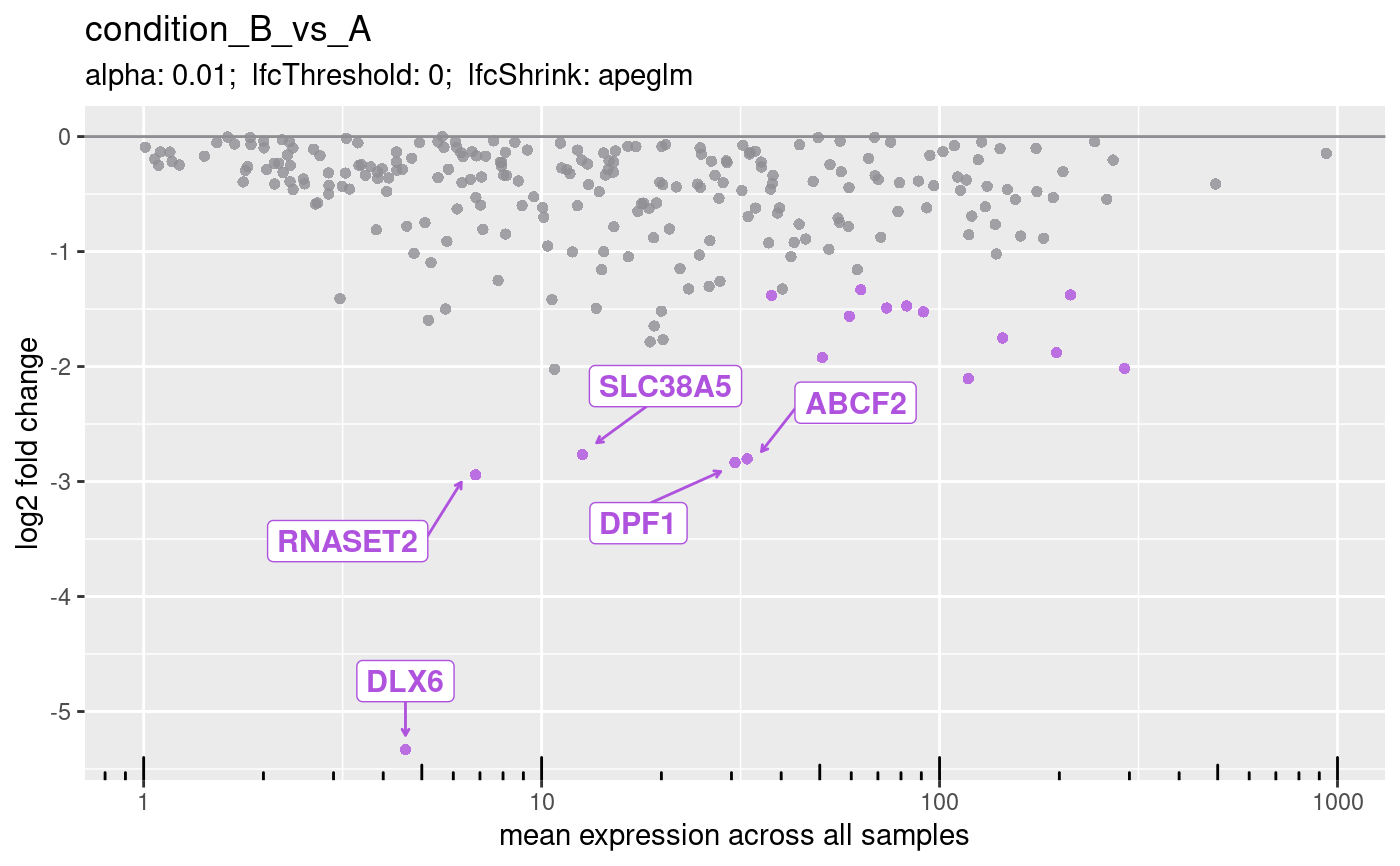 condition_B_vs_A
alpha: 0.01;  lfcThreshold: 0;  lfcShrink: apeglm
log2 fold change
0
-1
-2
-3
-4
-5
SLC38A5
ABCF2
RNASET2
DPF1
DLX6
1
10
100
1000
mean expression across all samples